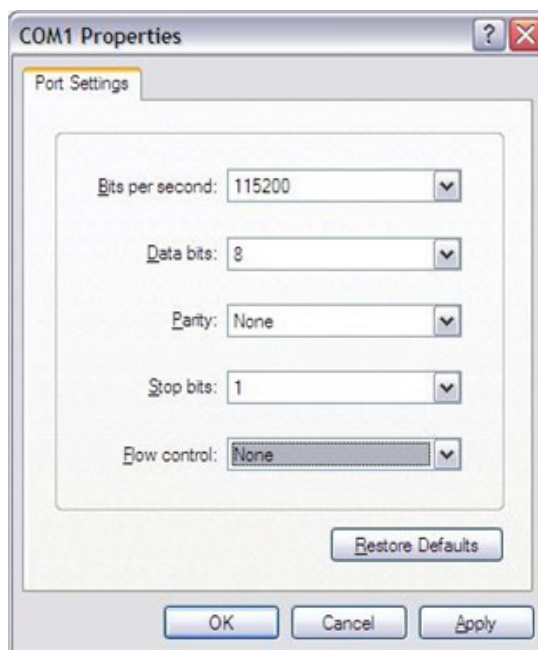 COM1 Properties
Port Settings
Bits per second: 115200
Data bits: 8
Parity: None
Stop bits: 1
Flow control: None
Restore Defaults
OK Cancel Apply